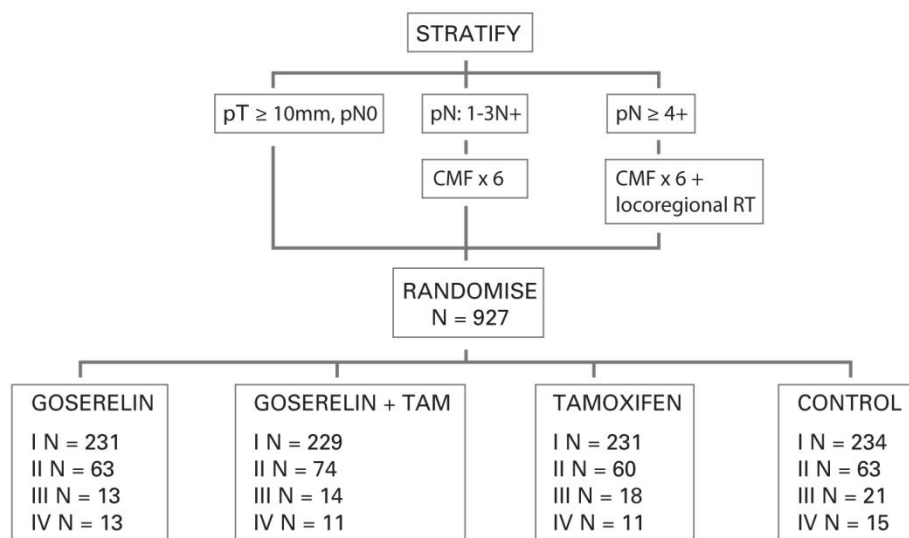 STRATIFY
pT ≥ 10mm, pN0
pN: 1-3N+
pN ≥ 4+
CMF x 6
CMF x 6 +
locoregional RT
RANDOMISE
N = 927
GOSERELIN
I N = 231
II N = 63
III N = 13
IV N = 13
GOSERELIN + TAM
I N = 229
II N = 74
III N = 14
IV N = 11
TAMOXIFEN
I N = 231
II N = 60
III N = 18
IV N = 11
CONTROL
I N = 234
II N = 63
III N = 21
IV N = 15